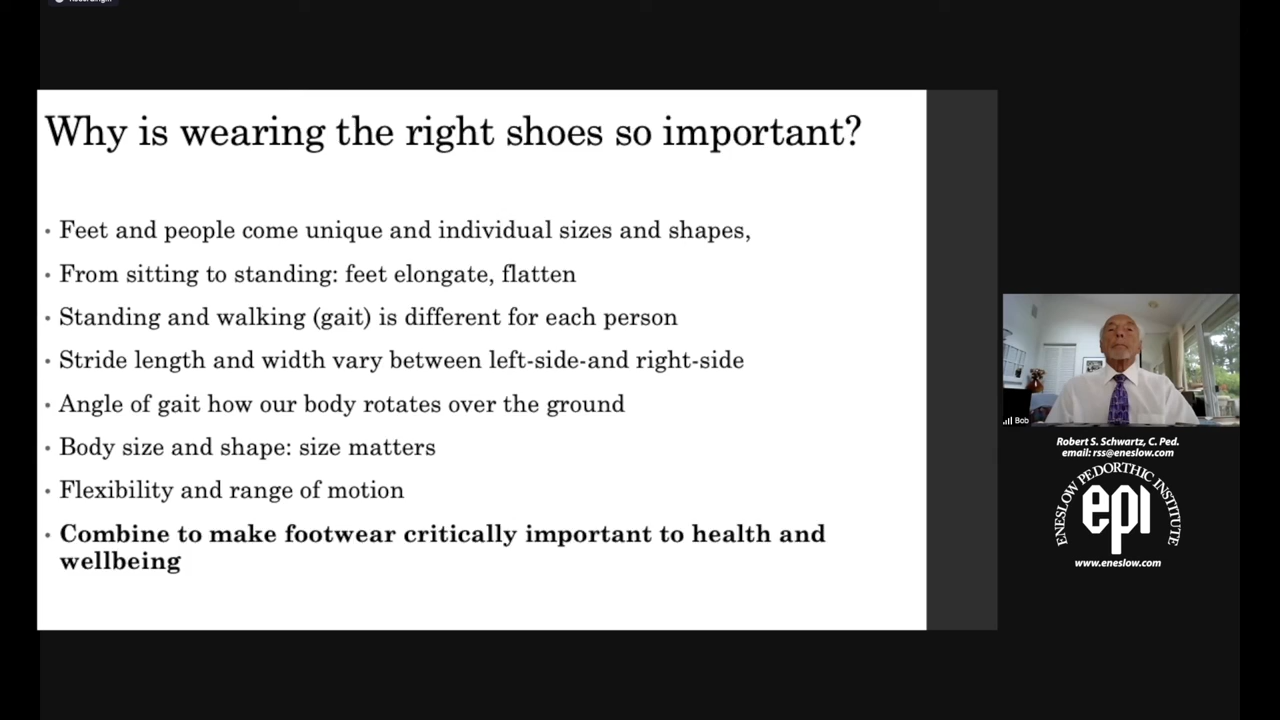 Why is wearing the right shoes so important?
• Feet and people come unique and individual sizes and shapes,
• From sitting to standing: feet elongate, flatten
• Standing and walking (gait) is different for each person
• Stride length and width vary between left-side-and right-side
• Angle of gait how our body rotates over the ground
• Body size and shape: size matters
• Flexibility and range of motion
• Combine to make footwear critically important to health and
wellbeing
Bob
Robert S. Schwartz, C. Ped.
email: rss@eneslow.com
ENESLOW PEDORTHIC INSTITUTE
epi
www.eneslow.com